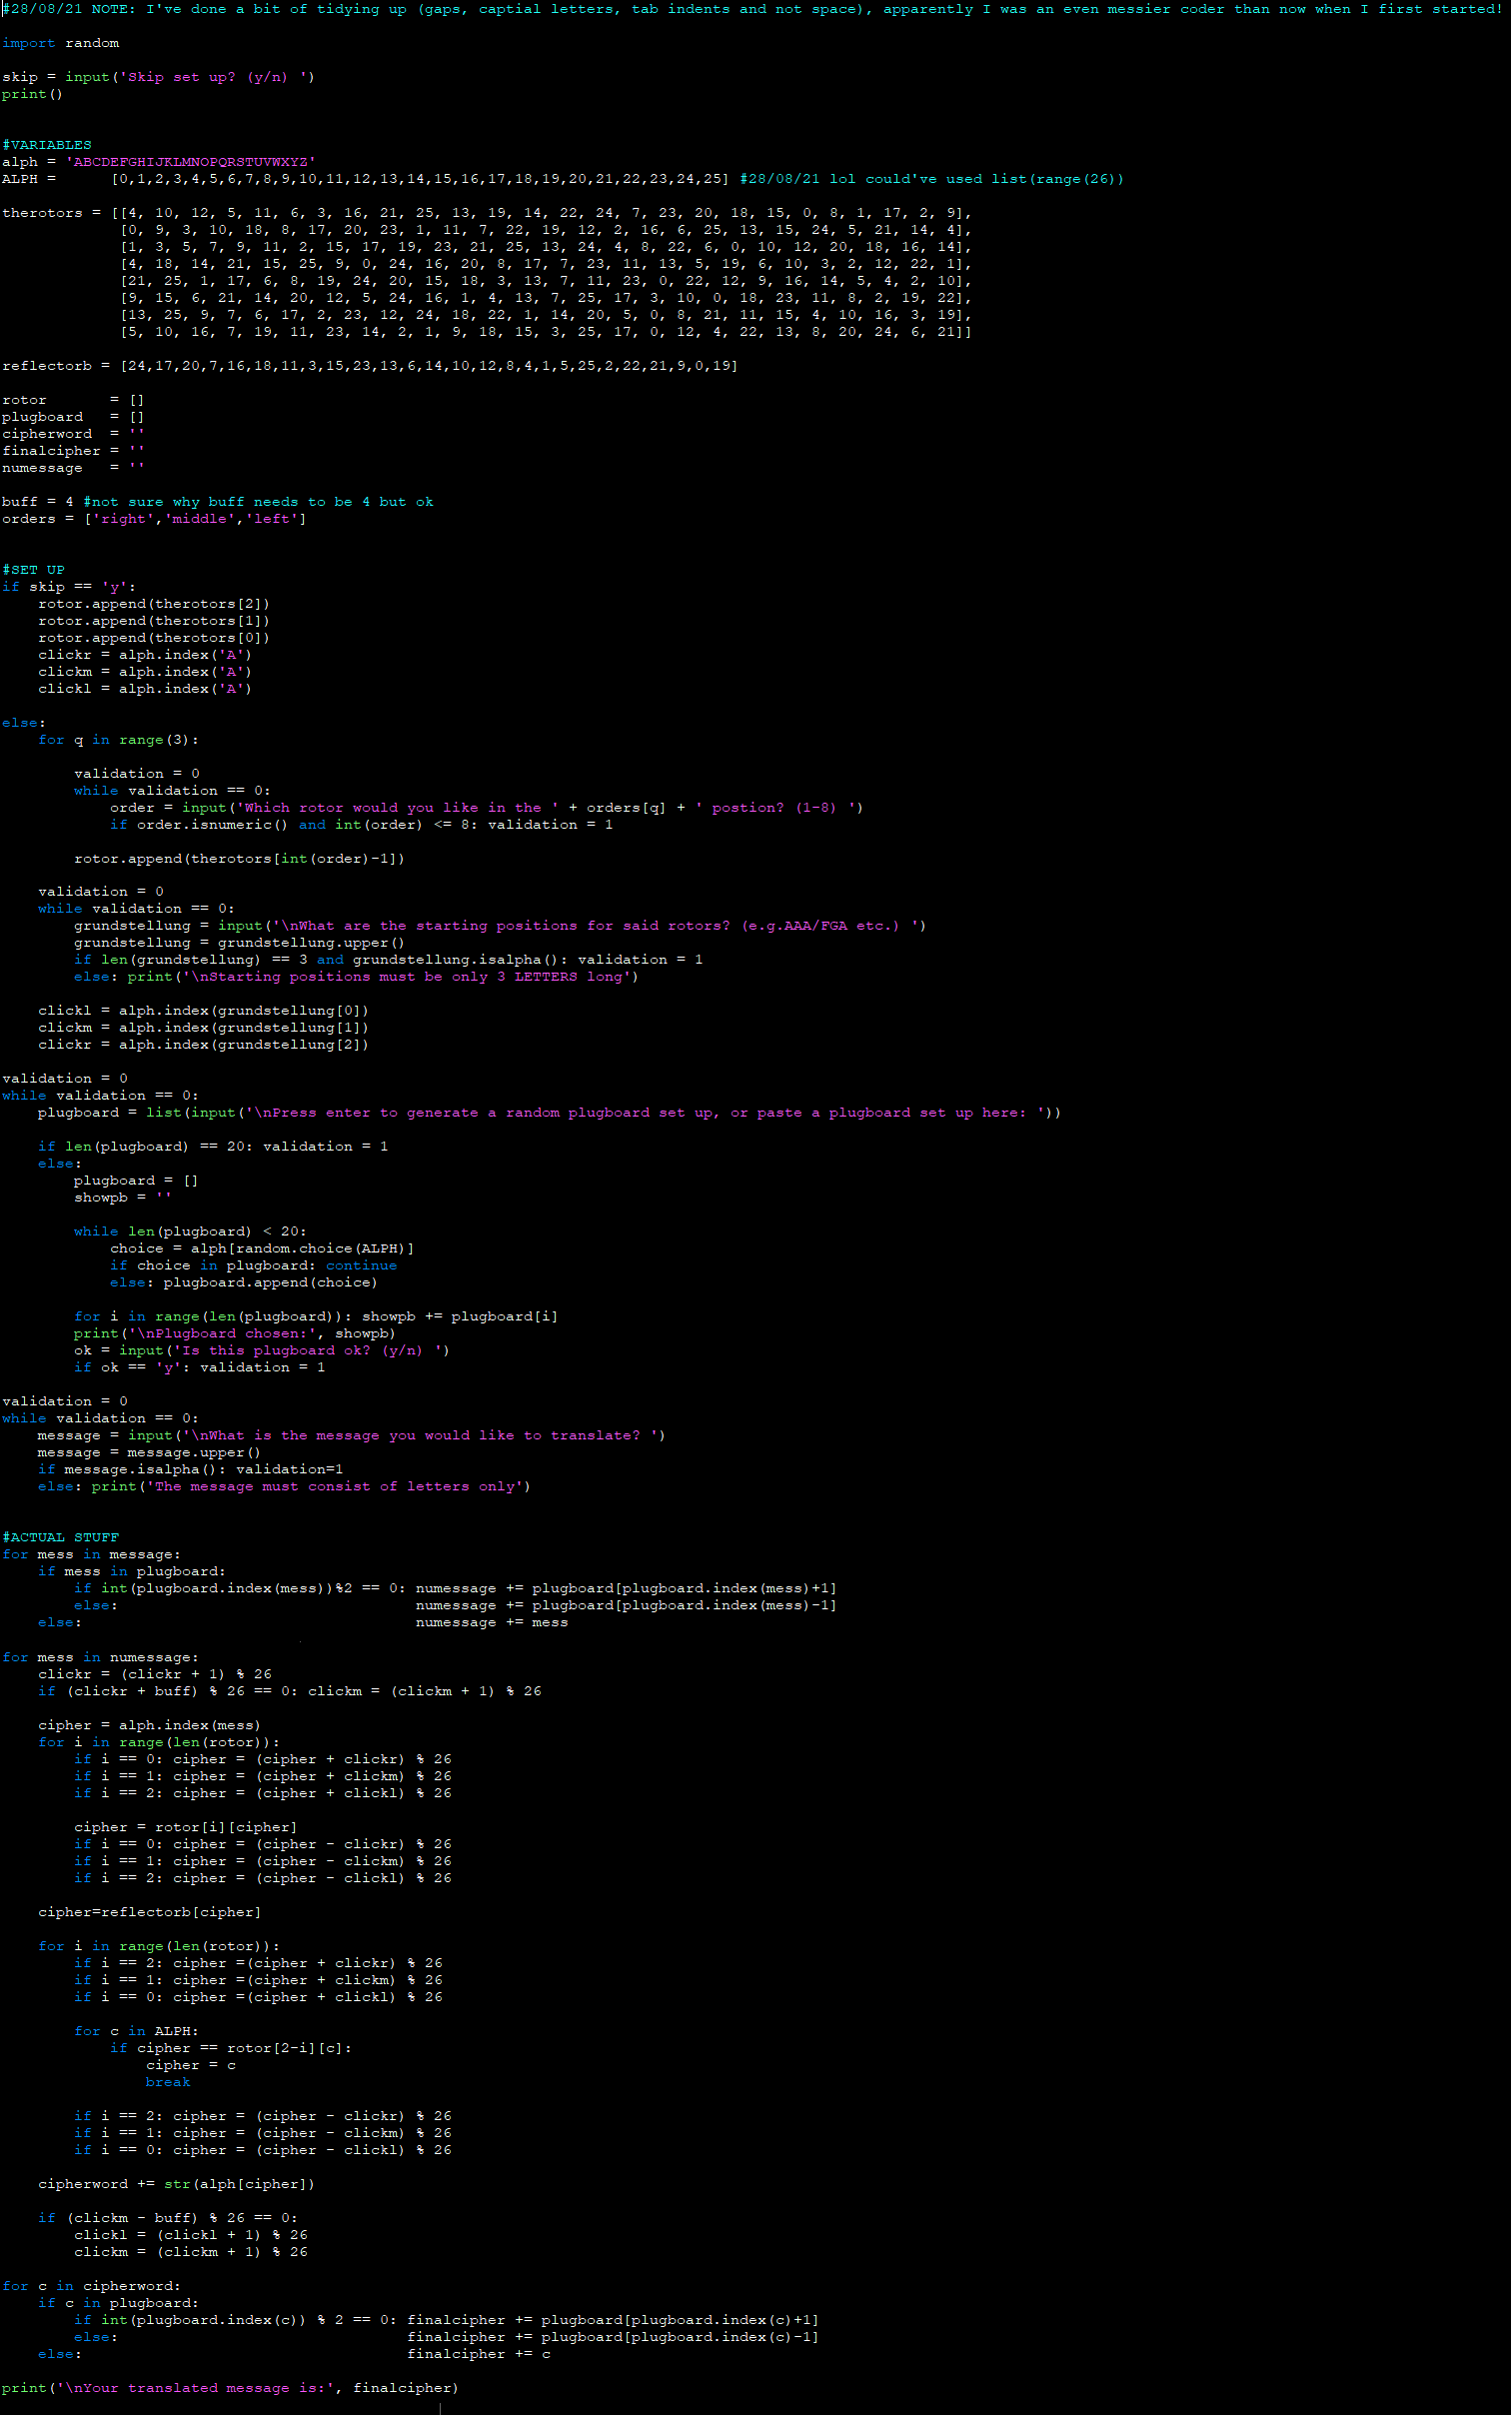 #28/08/21 NOTE: I've done a bit of tidying up (gaps, captial letters, tab indents and not space), apparently I was an even messier coder than now when I first started!
import random
skip = input('Skip set up? (y/n) ')
print()
#VARIABLES
alph = 'ABCDEFGHIJKLMNOPQRSTUVWXYZ'
ALPH =      [0,1,2,3,4,5,6,7,8,9,10,11,12,13,14,15,16,17,18,19,20,21,22,23,24,25] #28/08/21 lol could've used list(range(26))
therotors = [[4, 10, 12, 5, 11, 6, 3, 16, 21, 25, 13, 19, 14, 22, 24, 7, 23, 20, 18, 15, 0, 8, 1, 17, 2, 9],
             [0, 9, 3, 10, 18, 8, 17, 20, 23, 1, 11, 7, 22, 19, 12, 2, 16, 6, 25, 13, 15, 24, 5, 21, 14, 4],
             [1, 3, 5, 7, 9, 11, 2, 15, 17, 19, 23, 21, 25, 13, 24, 4, 8, 22, 6, 0, 10, 12, 20, 18, 16, 14],
             [4, 18, 14, 21, 15, 25, 9, 0, 24, 16, 20, 8, 17, 7, 23, 11, 13, 5, 19, 6, 10, 3, 2, 12, 22, 1],
             [21, 25, 1, 17, 6, 8, 19, 24, 20, 15, 18, 3, 13, 7, 11, 23, 0, 22, 12, 9, 16, 14, 5, 4, 2, 10],
             [9, 15, 6, 21, 14, 20, 12, 5, 24, 16, 1, 4, 13, 7, 25, 17, 3, 10, 0, 18, 23, 11, 8, 2, 19, 22],
             [13, 25, 9, 7, 6, 17, 2, 23, 12, 24, 18, 22, 1, 14, 20, 5, 0, 8, 21, 11, 15, 4, 10, 16, 3, 19],
             [5, 10, 16, 7, 19, 11, 23, 14, 2, 1, 9, 18, 15, 3, 25, 17, 0, 12, 4, 22, 13, 8, 20, 24, 6, 21]]
reflectorb = [24,17,20,7,16,18,11,3,15,23,13,6,14,10,12,8,4,1,5,25,2,22,21,9,0,19]
rotor       = []
plugboard   = []
cipherword  = ''
finalcipher = ''
numessage   = ''
buff = 4 #not sure why buff needs to be 4 but ok
orders = ['right','middle','left']
#SET UP
if skip == 'y':
    rotor.append(therotors[2])
    rotor.append(therotors[1])
    rotor.append(therotors[0])
    clickr = alph.index('A')
    clickm = alph.index('A')
    clickl = alph.index('A')
else:
    for q in range(3):
        validation = 0
        while validation == 0:
            order = input('Which rotor would you like in the ' + orders[q] + ' postion? (1-8) ')
            if order.isnumeric() and int(order) <= 8: validation = 1
        rotor.append(therotors[int(order)-1])
    validation = 0
    while validation == 0:
        grundstellung = input('\nWhat are the starting positions for said rotors? (e.g.AAA/FGA etc.) ')
        grundstellung = grundstellung.upper()
        if len(grundstellung) == 3 and grundstellung.isalpha(): validation = 1
        else: print('\nStarting positions must be only 3 LETTERS long')
    clickl = alph.index(grundstellung[0])
    clickm = alph.index(grundstellung[1])
    clickr = alph.index(grundstellung[2])
validation = 0
while validation == 0:
    plugboard = list(input('\nPress enter to generate a random plugboard set up, or paste a plugboard set up here: '))
    if len(plugboard) == 20: validation = 1
    else:
        plugboard = []
        showpb = ''
        while len(plugboard) < 20:
            choice = alph[random.choice(ALPH)]
            if choice in plugboard: continue
            else: plugboard.append(choice)
        for i in range(len(plugboard)): showpb += plugboard[i]
        print('\nPlugboard chosen:', showpb)
        ok = input('Is this plugboard ok? (y/n) ')
        if ok == 'y': validation = 1
validation = 0
while validation == 0:
    message = input('\nWhat is the message you would like to translate? ')
    message = message.upper()
    if message.isalpha(): validation=1
    else: print('The message must consist of letters only')
#ACTUAL STUFF
for mess in message:
    if mess in plugboard:
        if int(plugboard.index(mess))%2 == 0: numessage += plugboard[plugboard.index(mess)+1]
        else:                                 numessage += plugboard[plugboard.index(mess)-1]
    else:                                     numessage += mess
for mess in numessage:
    clickr = (clickr + 1) % 26
    if (clickr + buff) % 26 == 0: clickm = (clickm + 1) % 26
    cipher = alph.index(mess)
    for i in range(len(rotor)):
        if i == 0: cipher = (cipher + clickr) % 26
        if i == 1: cipher = (cipher + clickm) % 26
        if i == 2: cipher = (cipher + clickl) % 26
        cipher = rotor[i][cipher]
        if i == 0: cipher = (cipher - clickr) % 26
        if i == 1: cipher = (cipher - clickm) % 26
        if i == 2: cipher = (cipher - clickl) % 26
    cipher=reflectorb[cipher]
    for i in range(len(rotor)):
        if i == 2: cipher =(cipher + clickr) % 26
        if i == 1: cipher =(cipher + clickm) % 26
        if i == 0: cipher =(cipher + clickl) % 26
        for c in ALPH:
            if cipher == rotor[2-i][c]:
                cipher = c
                break
        if i == 2: cipher = (cipher - clickr) % 26
        if i == 1: cipher = (cipher - clickm) % 26
        if i == 0: cipher = (cipher - clickl) % 26
    cipherword += str(alph[cipher])
    if (clickm - buff) % 26 == 0:
        clickl = (clickl + 1) % 26
        clickm = (clickm + 1) % 26
for c in cipherword:
    if c in plugboard:
        if int(plugboard.index(c)) % 2 == 0: finalcipher += plugboard[plugboard.index(c)+1]
        else:                                finalcipher += plugboard[plugboard.index(c)-1]
    else:                                    finalcipher += c
print('\nYour translated message is:', finalcipher)